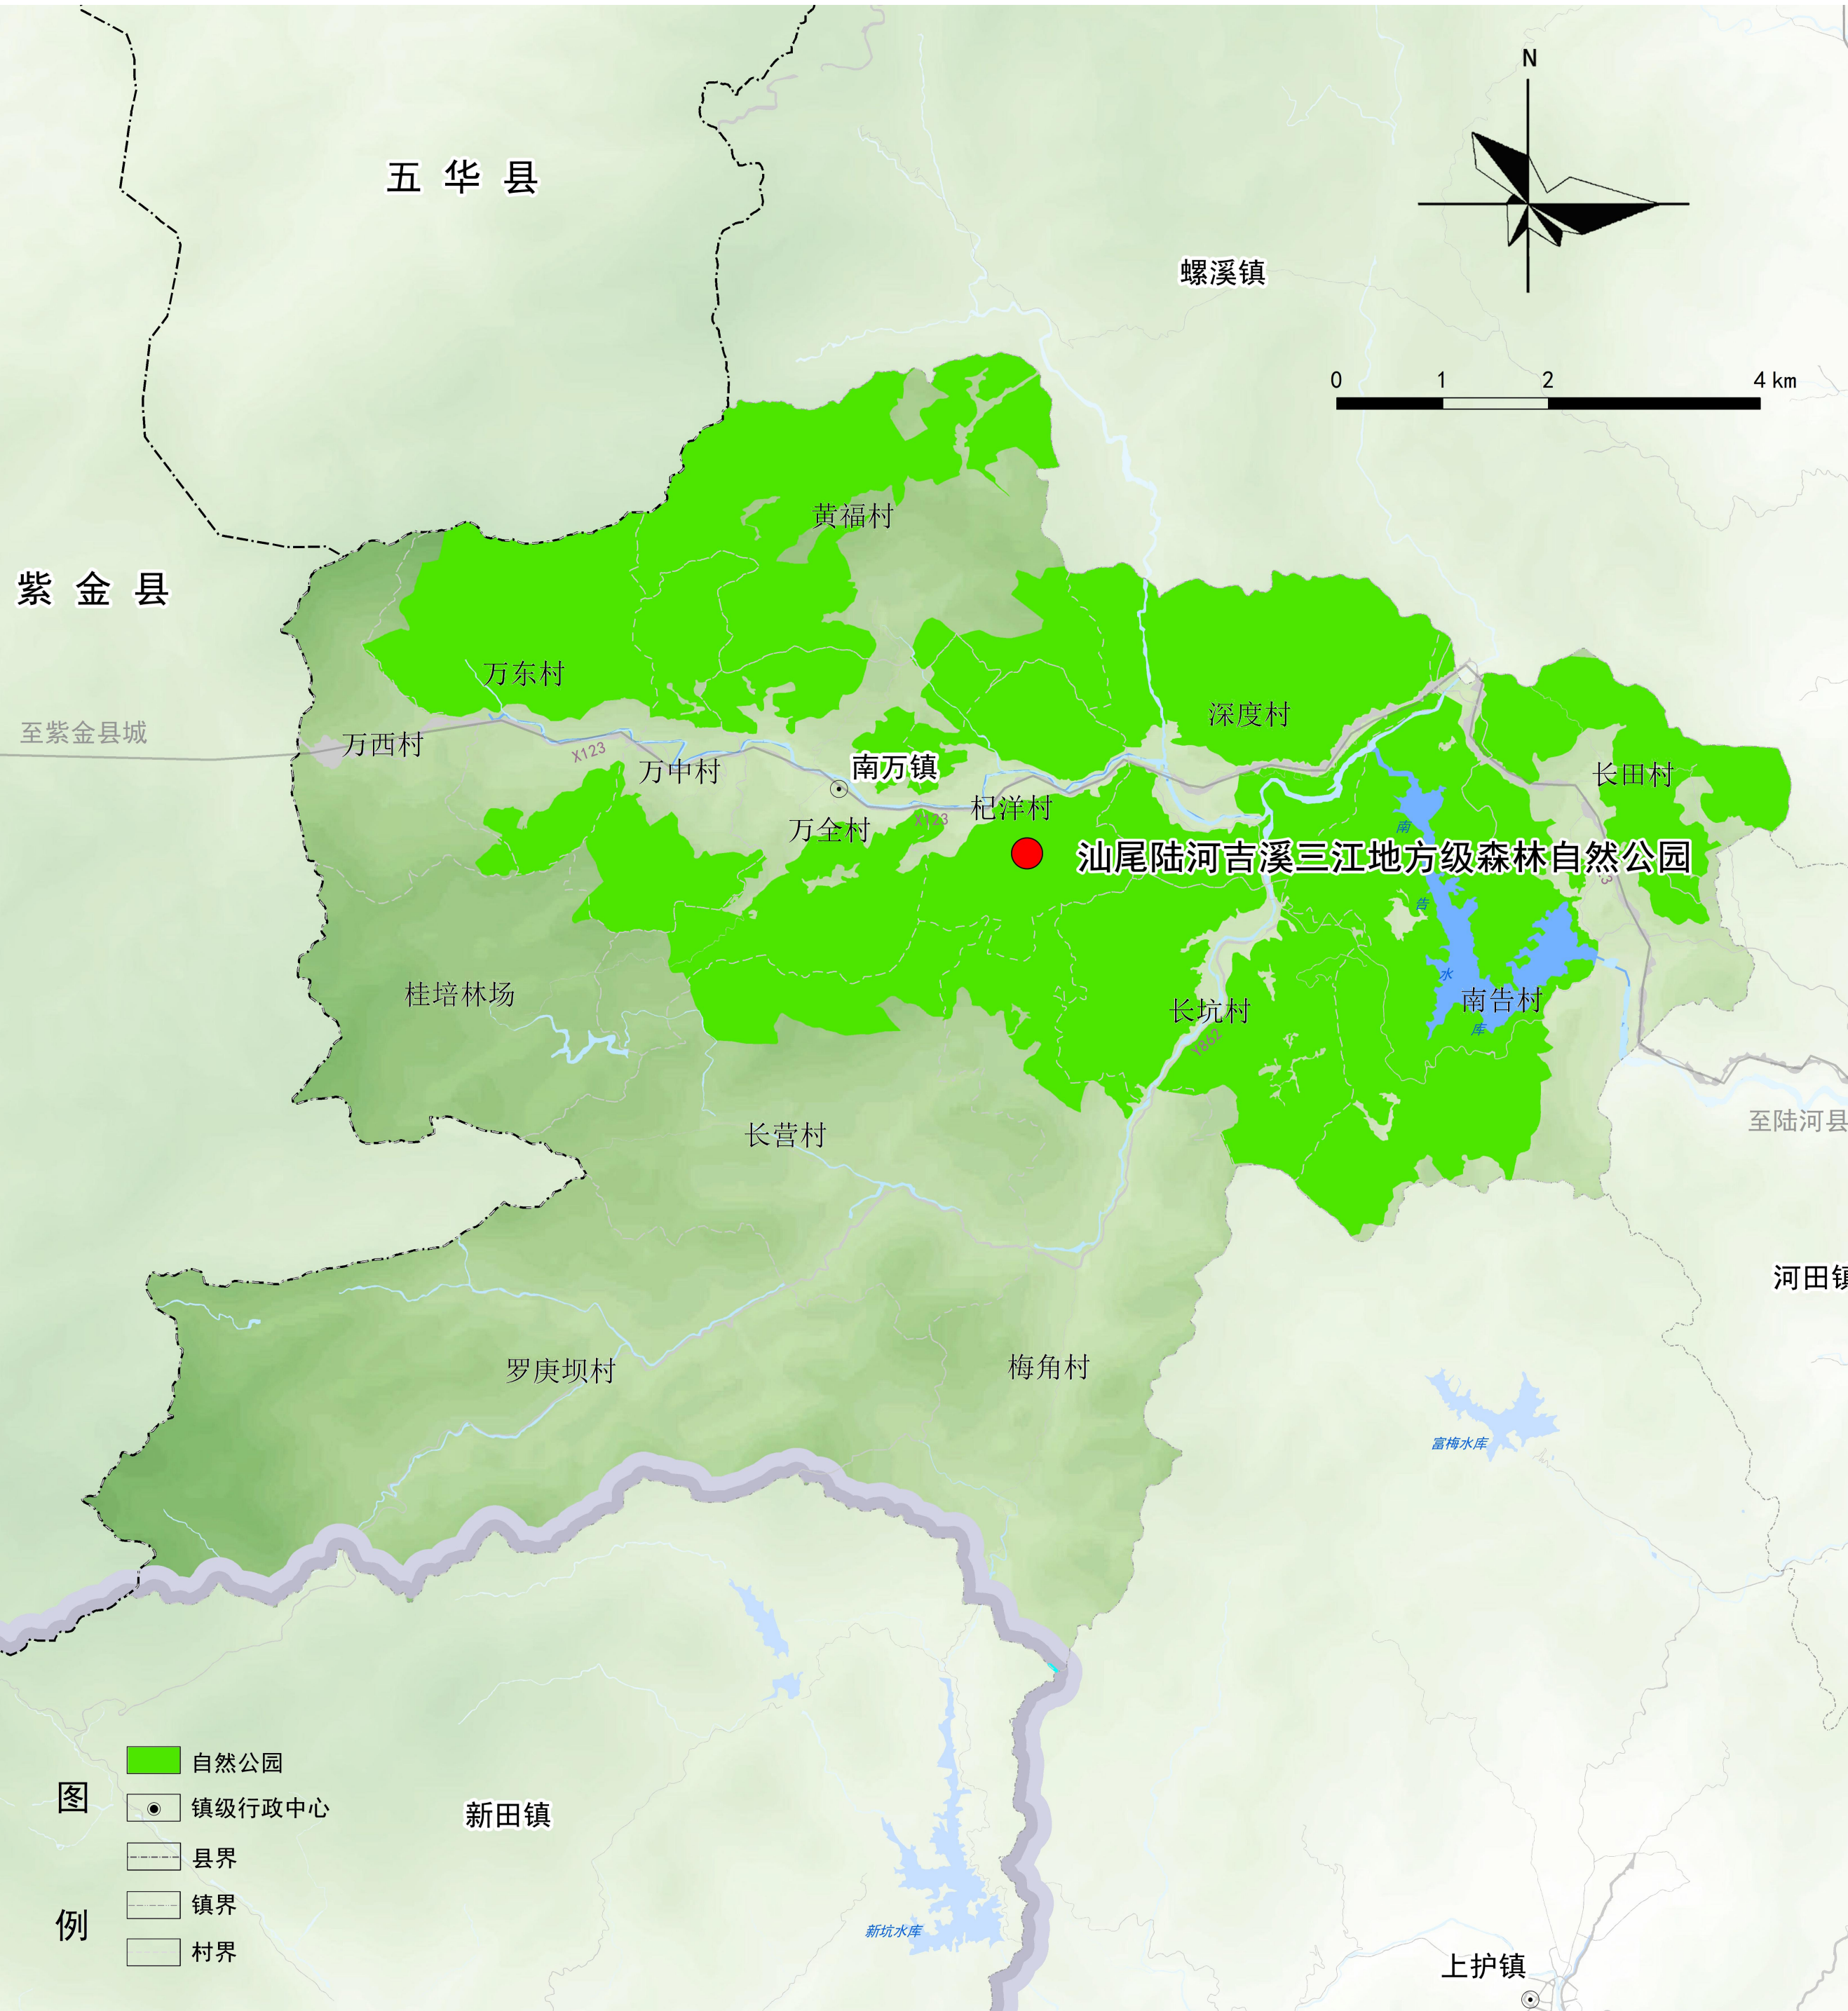 N
五华县
螺溪镇
0 1 2 4 km
黄福村
紫金县
万东村
深度村
至紫金县城
万西村
X123
万中村
南万镇
长田村
杞洋村
X123
万全村
南
汕尾陆河吉溪三江地方级森林自然公园
告
水
桂培林场
南告村
长坑村
库
Y862
至陆河县
长营村
河田镇
罗庚坝村
梅角村
富梅水库
图例
自然公园
镇级行政中心
县界
镇界
村界
新田镇
新坑水库
上护镇